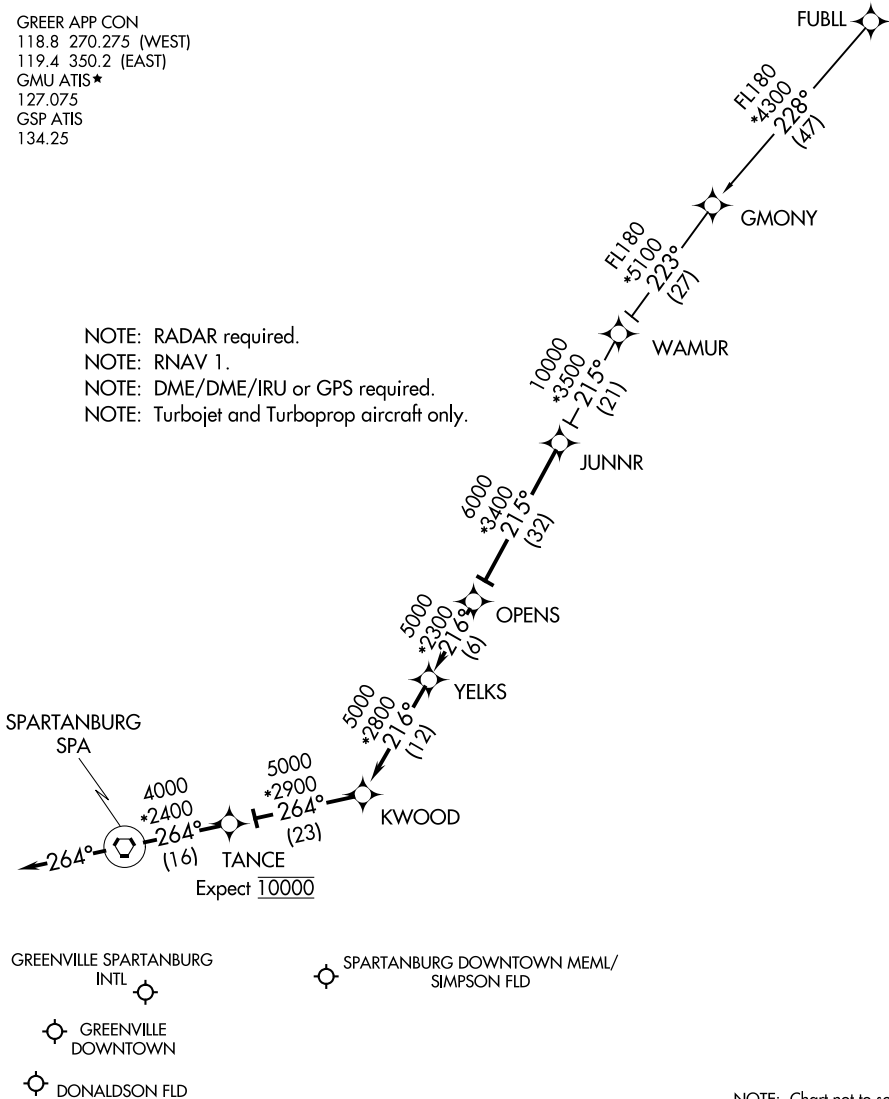 GREER APP CON
118.8 270.275 (WEST)
119.4 350.2 (EAST)
GMU ATIS★
127.075
GSP ATIS
134.25
FUBLL
FL180
*4300
228°
(47)
GMONY
FL180
*5100
223°
(27)
WAMUR
NOTE: RADAR required.
NOTE: RNAV 1.
NOTE: DME/DME/IRU or GPS required.
NOTE: Turbojet and Turboprop aircraft only.
10000
*3500
215°
(21)
JUNNR
6000
*3400
215°
(32)
OPENS
5000
*2300
216°
(6)
YELKS
5000
*2800
216°
(12)
KWOOD
5000
*2900
264°
(23)
TANCE
Expect 10000
SPARTANBURG
SPA
4000
*2400
264°
(16)
264°
GREENVILLE SPARTANBURG
INTL
SPARTANBURG DOWNTOWN MEML/
SIMPSON FLD
GREENVILLE
DOWNTOWN
DONALDSON FLD
NOTE: Chart not to sc